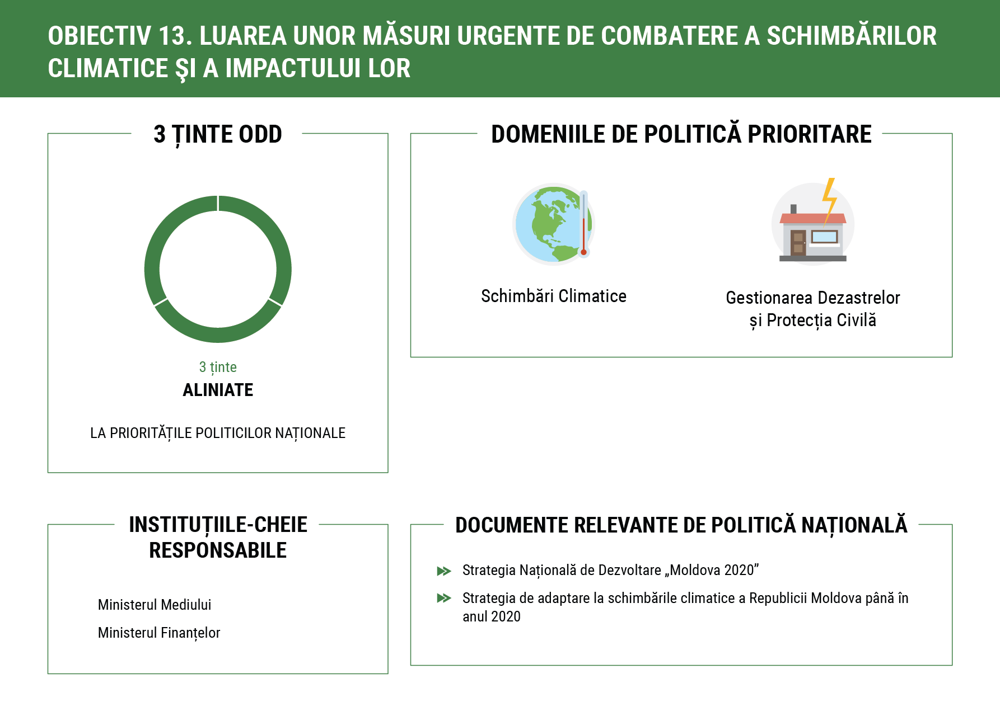 OBIECTIV 13. LUAREA UNOR MĂSURI URGENTE DE COMBATERE A SCHIMBĂRILOR
CLIMATICE ŞI A IMPACTULUI LOR
3 ȚINTE ODD
3 ținte
ALINIATE
LA PRIORITĂȚILE POLITICILOR NAȚIONALE
DOMENIILE DE POLITICĂ PRIORITARE
Schimbări Climatice
Gestionarea Dezastrelor
și Protecția Civilă
INSTITUȚIILE-CHEIE
RESPONSABILE
Ministerul Mediului
Ministerul Finanțelor
DOCUMENTE RELEVANTE DE POLITICĂ NAȚIONALĂ
Strategia Națională de Dezvoltare „Moldova 2020”
Strategia de adaptare la schimbările climatice a Republicii Moldova până în
anul 2020